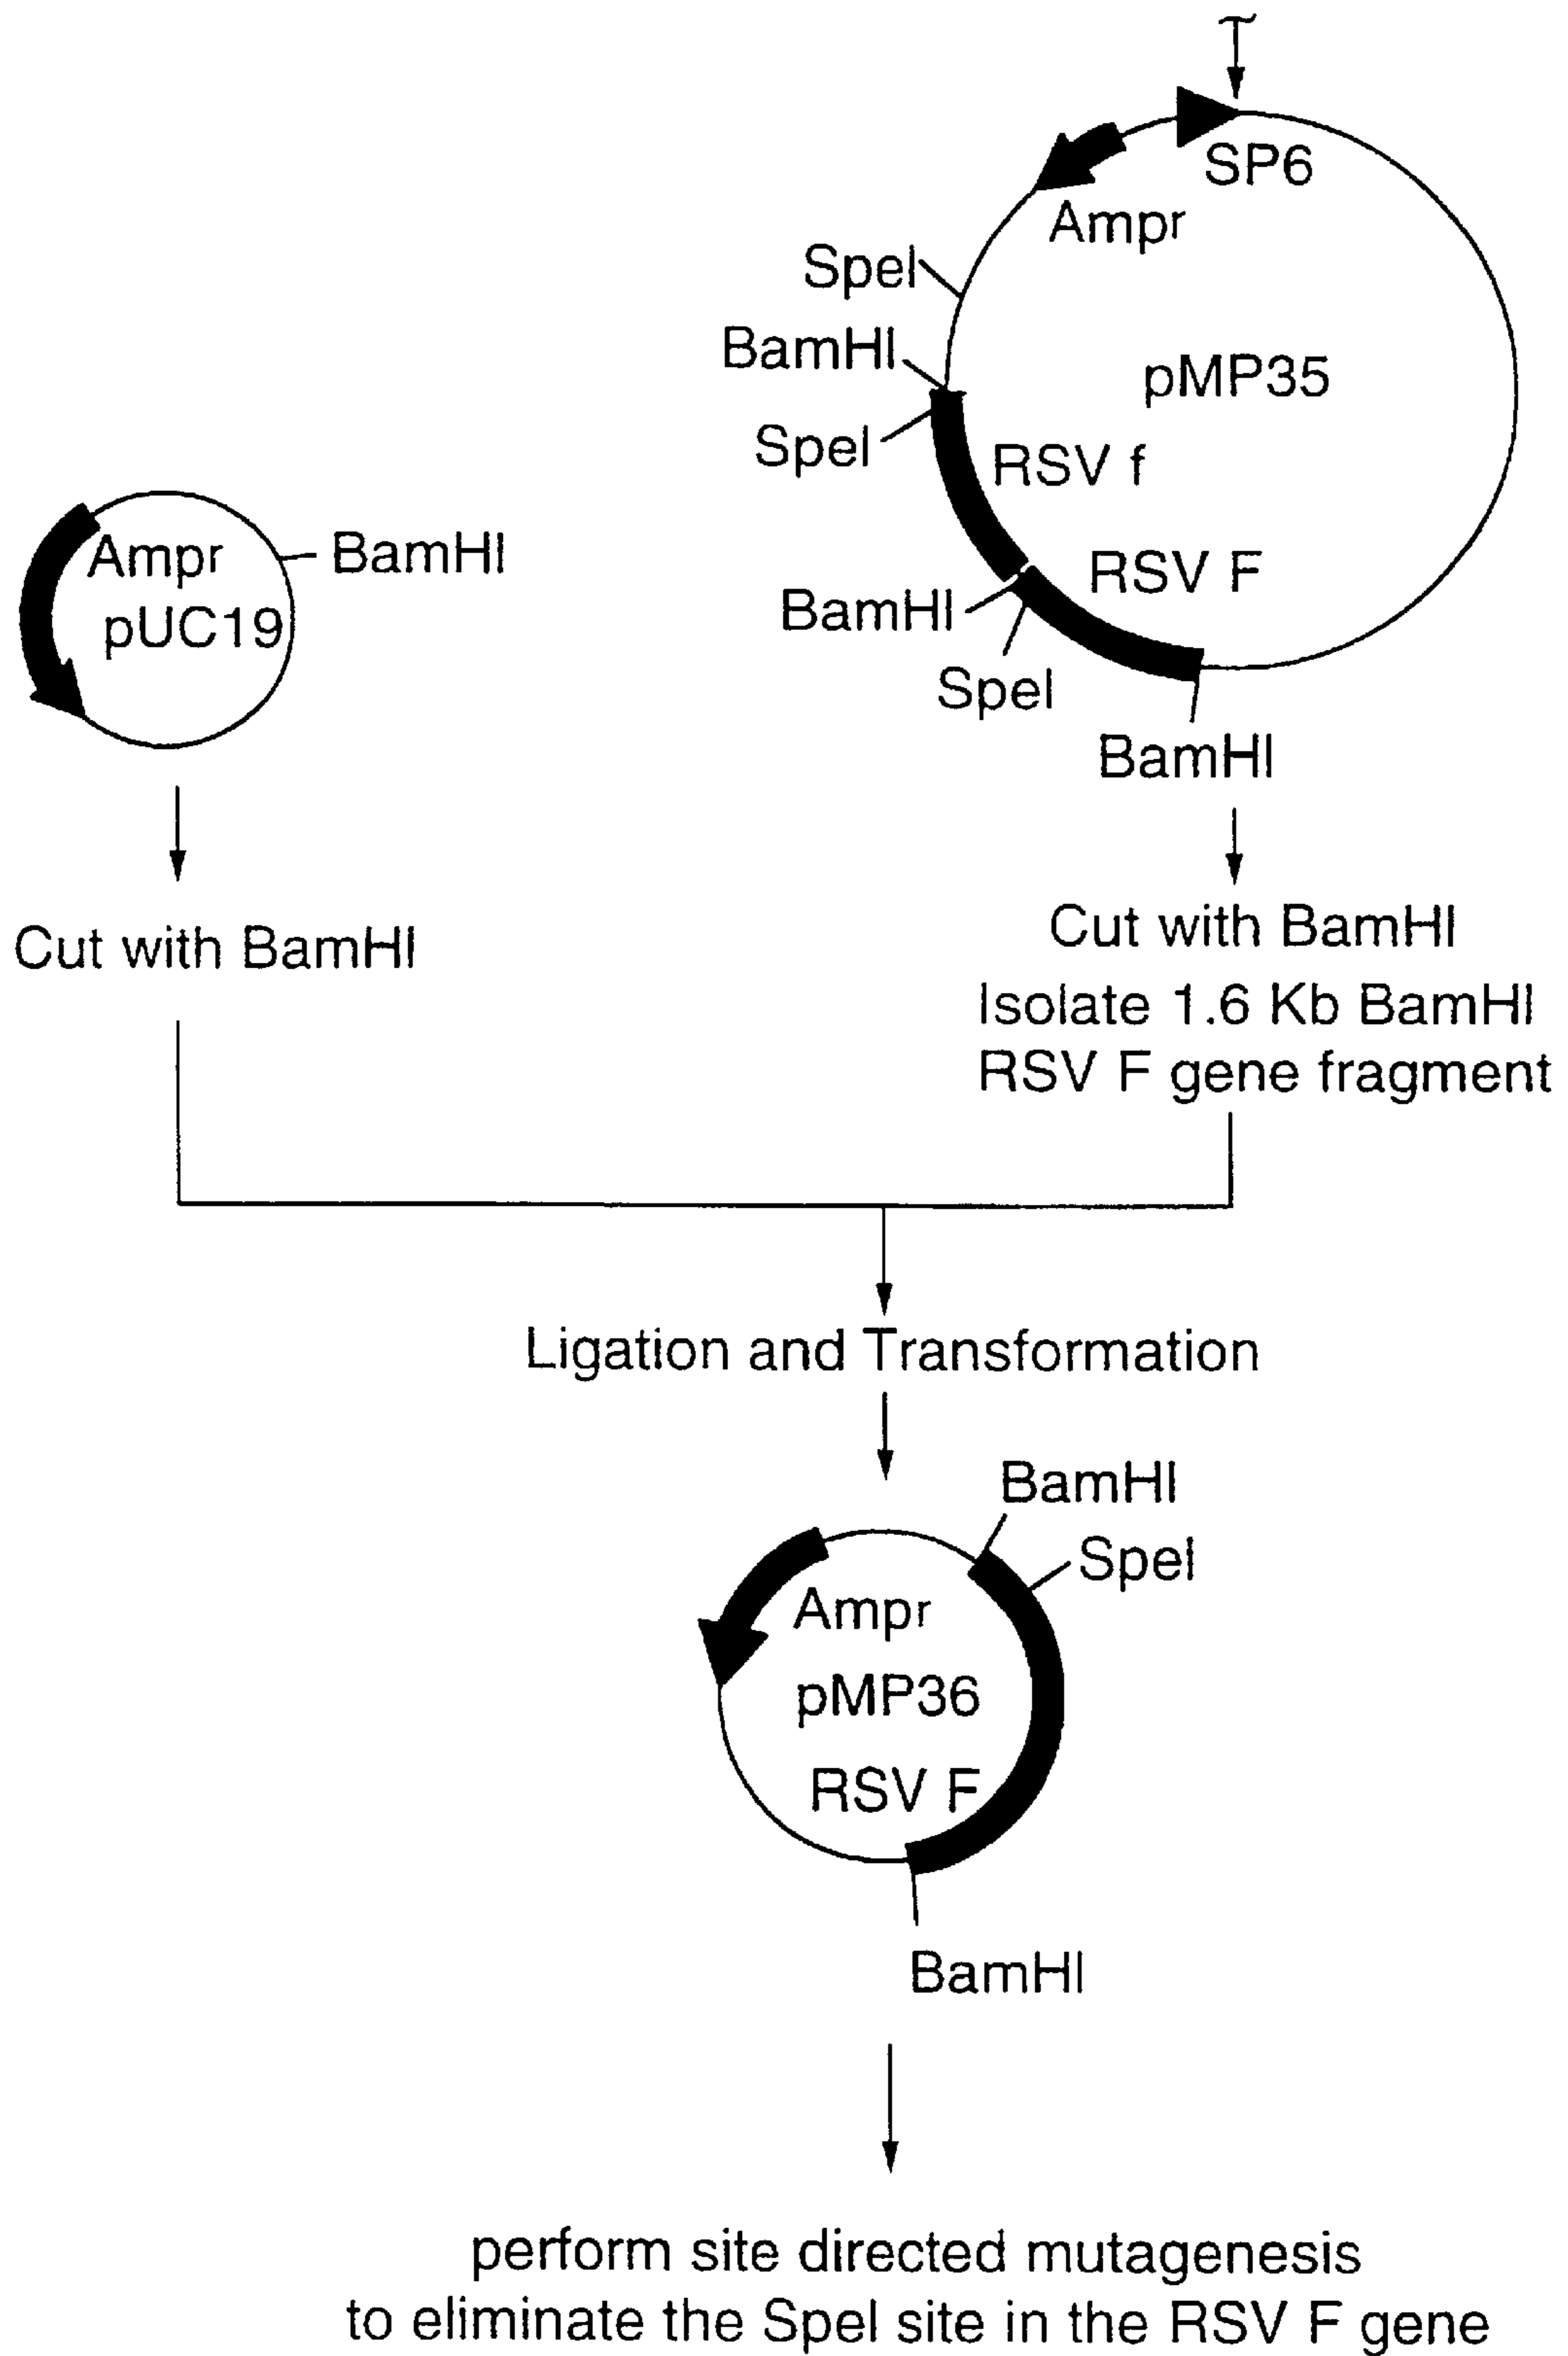 SP6
Ampr
SpeI
BamHI
pMP35
SpeI
RSV f
RSV F
BamHI
SpeI
BamHI
Ampr
BamHI
pUC19
Cut with BamHI
Cut with BamHI
Isolate 1.6 Kb BamHI
RSV F gene fragment
Ligation and Transformation
BamHI
SpeI
Ampr
pMP36
RSV F
BamHI
perform site directed mutagenesis
to eliminate the SpeI site in the RSV F gene